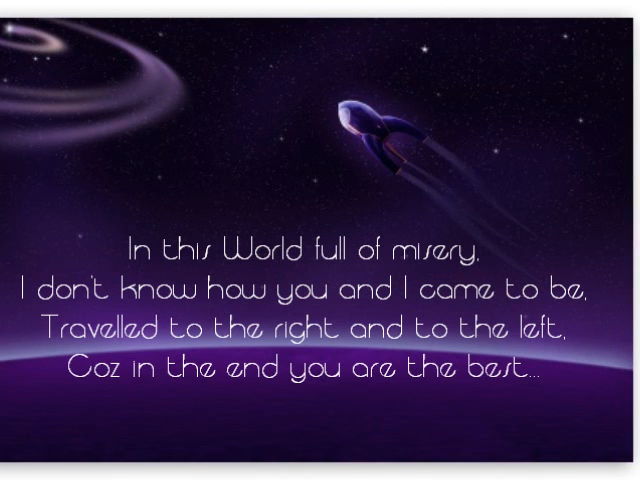 In this World full of misery,
I don't know how you and I came to be,
Travelled to the right and to the left,
Coz in the end you are the best...